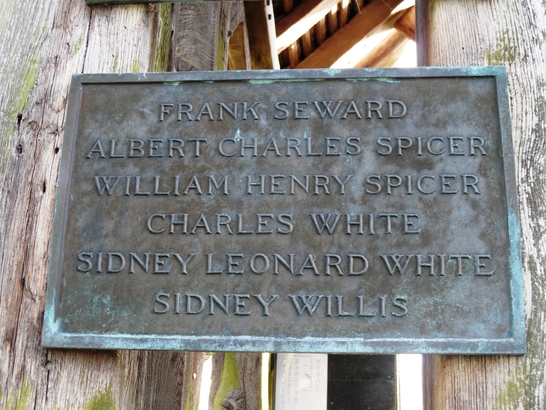 FRANK SEWARD
ALBERT CHARLES SPICER
WILLIAM HENRY SPICER
CHARLES WHITE
SIDNEY LEONARD WHITE
SIDNEY WILLIS